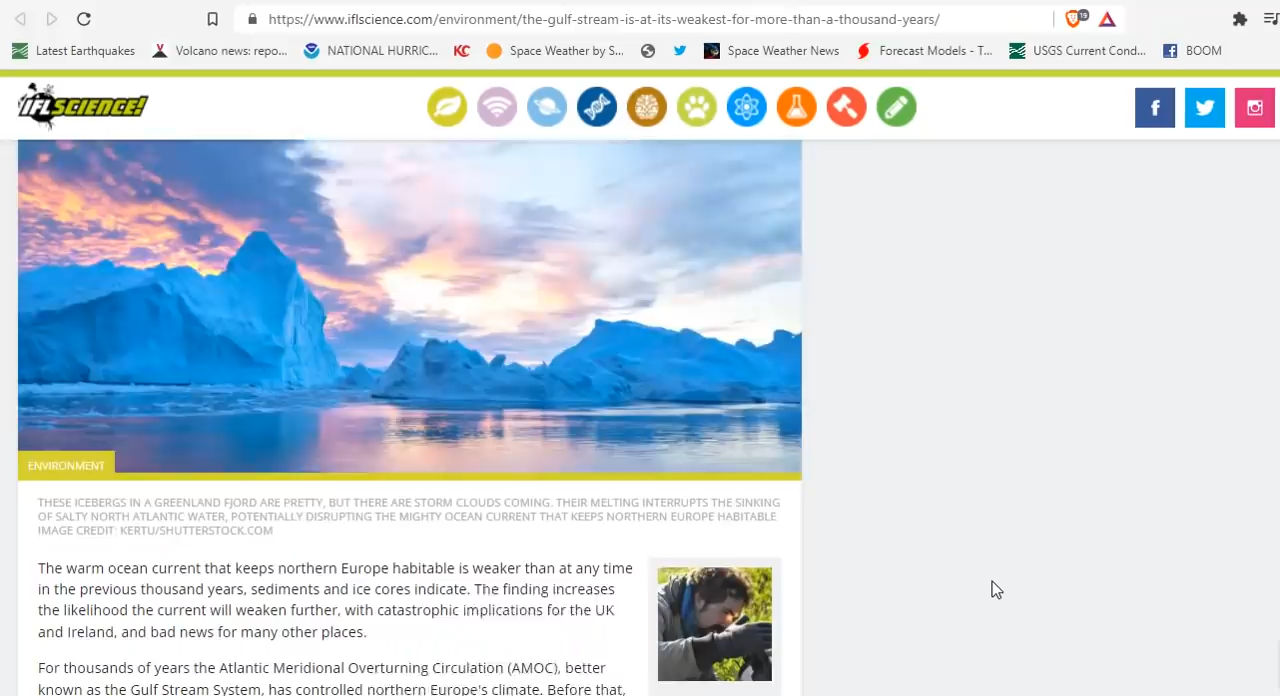 https://www.iflscience.com/environment/the-gulf-stream-is-at-its-weakest-for-more-than-a-thousand-years/
19
Latest Earthquakes Volcano news: repo... NATIONAL HURRIC... KC Space Weather by S... Space Weather News Forecast Models - T... USGS Current Cond... BOOM
IFLSCIENCE!
ENVIRONMENT
THESE ICEBERGS IN A GREENLAND FJORD ARE PRETTY, BUT THERE ARE STORM CLOUDS COMING. THEIR MELTING INTERRUPTS THE SINKING
OF SALTY NORTH ATLANTIC WATER, POTENTIALLY DISRUPTING THE MIGHTY OCEAN CURRENT THAT KEEPS NORTHERN EUROPE HABITABLE
IMAGE CREDIT: KERTU/SHUTTERSTOCK.COM
The warm ocean current that keeps northern Europe habitable is weaker than at any time
in the previous thousand years, sediments and ice cores indicate. The finding increases
the likelihood the current will weaken further, with catastrophic implications for the UK
and Ireland, and bad news for many other places.
For thousands of years the Atlantic Meridional Overturning Circulation (AMOC), better
known as the Gulf Stream System, has controlled northern Europe's climate. Before that,